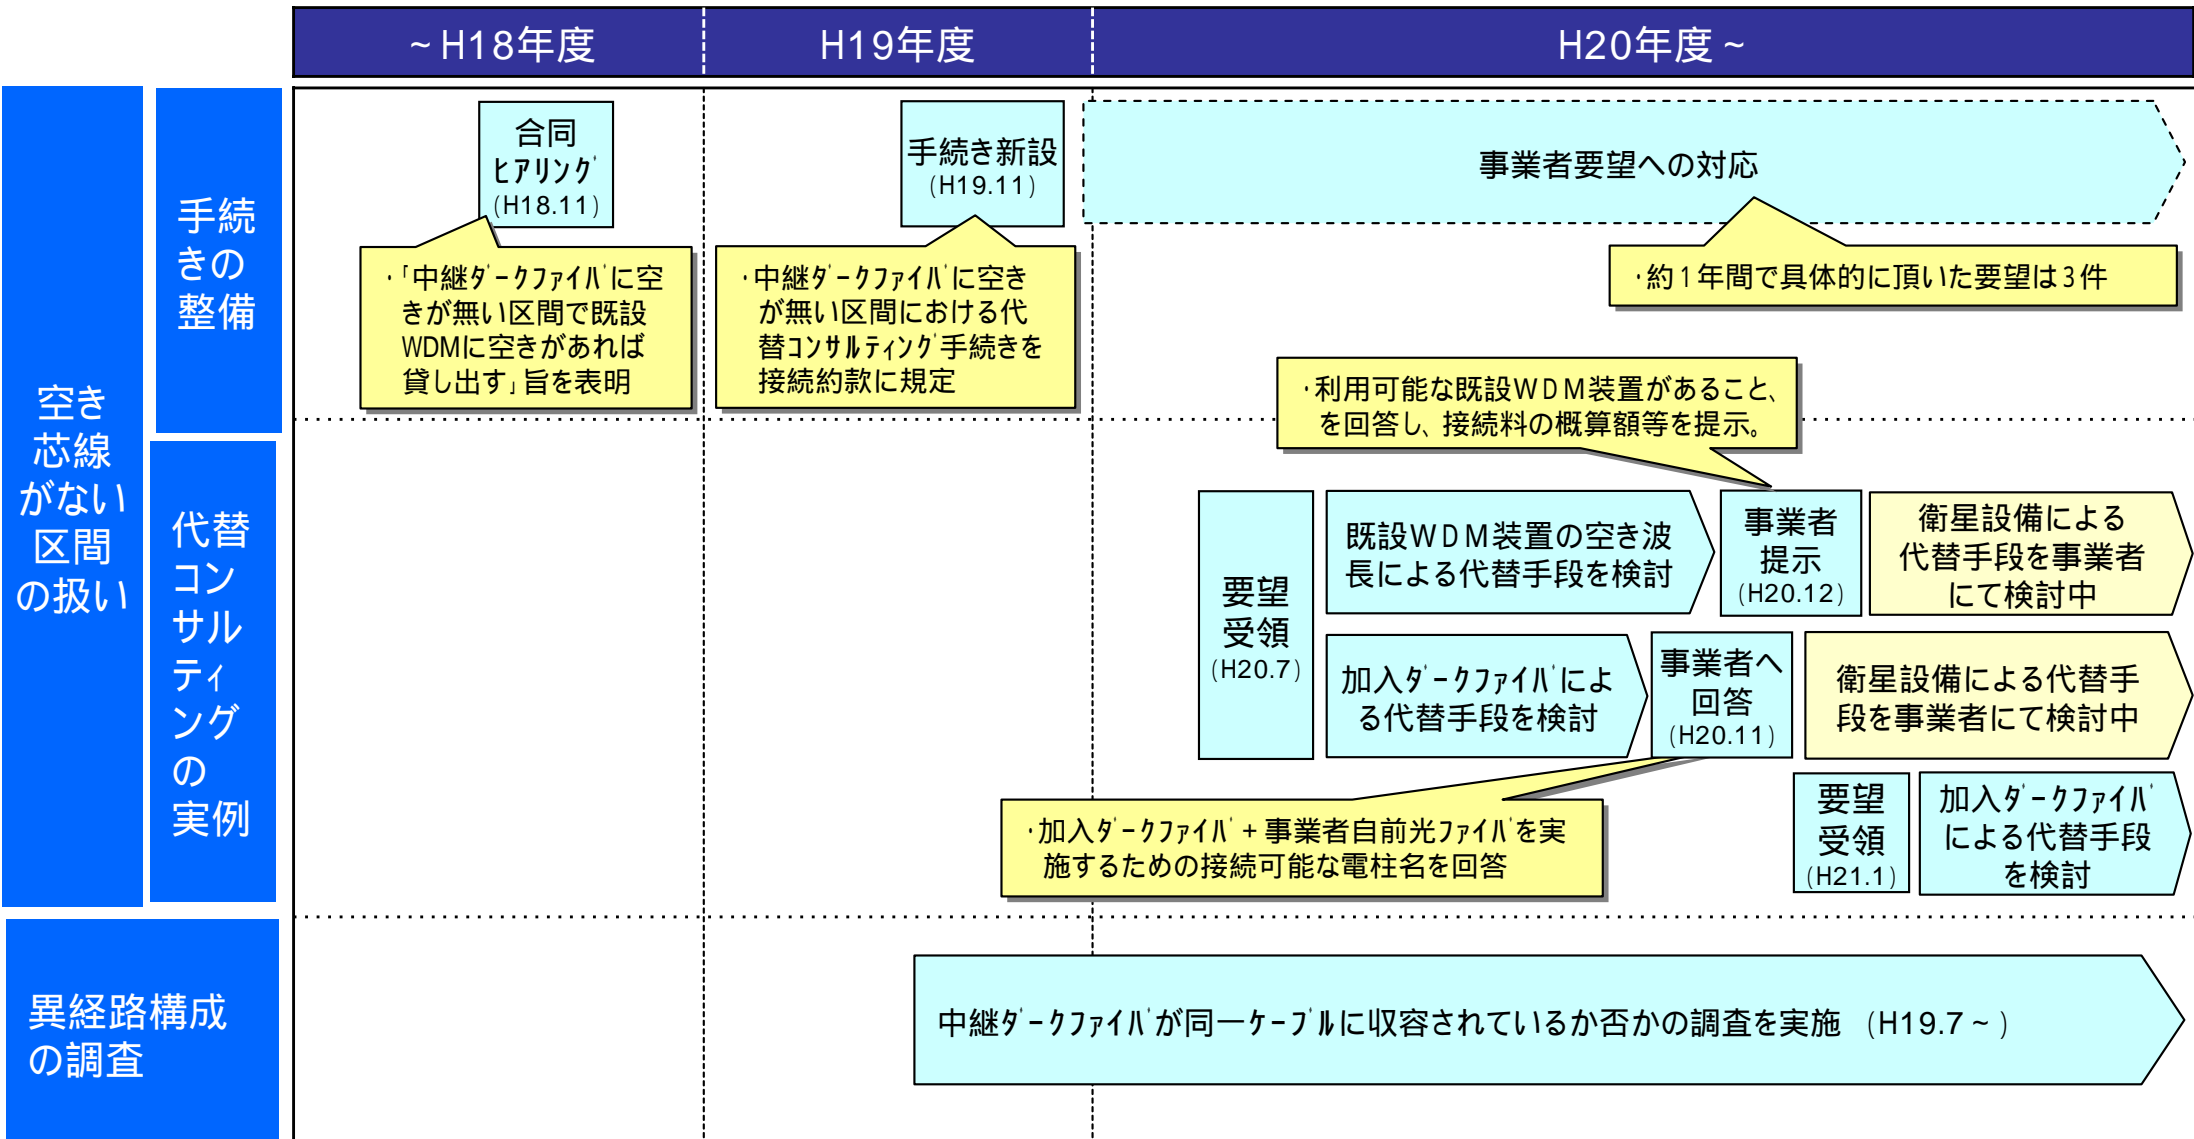 ~H18年度
H19年度
H20年度~
空き
芯線
がない
区間
の扱い
手続
きの
整備
合同
ﾋｱﾘﾝｸﾞ
(H18.11)
・「中継ﾀﾞｰｸﾌｧｲﾊﾞに空
きが無い区間で既設
WDMに空きがあれば
貸し出す」旨を表明
手続き新設
(H19.11)
・中継ﾀﾞｰｸﾌｧｲﾊﾞに空き
が無い区間における代
替ｺﾝｻﾙﾃｨﾝｸﾞ手続きを
接続約款に規定
事業者要望への対応
・約1年間で具体的に頂いた要望は3件
代替
コン
サル
ティ
ング
の
実例
・利用可能な既設WDM装置があること、
を回答し、接続料の概算額等を提示。
要望
受領
(H20.7)
既設WDM装置の空き波
長による代替手段を検討
事業者
提示
(H20.12)
衛星設備による
代替手段を事業者
にて検討中
加入ﾀﾞｰｸﾌｧｲﾊﾞによ
る代替手段を検討
事業者へ
回答
(H20.11)
衛星設備による代替手
段を事業者にて検討中
・加入ﾀﾞｰｸﾌｧｲﾊﾞ+事業者自前光ﾌｧｲﾊﾞを実
施するための接続可能な電柱名を回答
要望
受領
(H21.1)
加入ﾀﾞｰｸﾌｧｲﾊﾞ
による代替手段
を検討
異経路構成
の調査
中継ﾀﾞｰｸﾌｧｲﾊﾞが同一ｹｰﾌﾞﾙに収容されているか否かの調査を実施 (H19.7~)